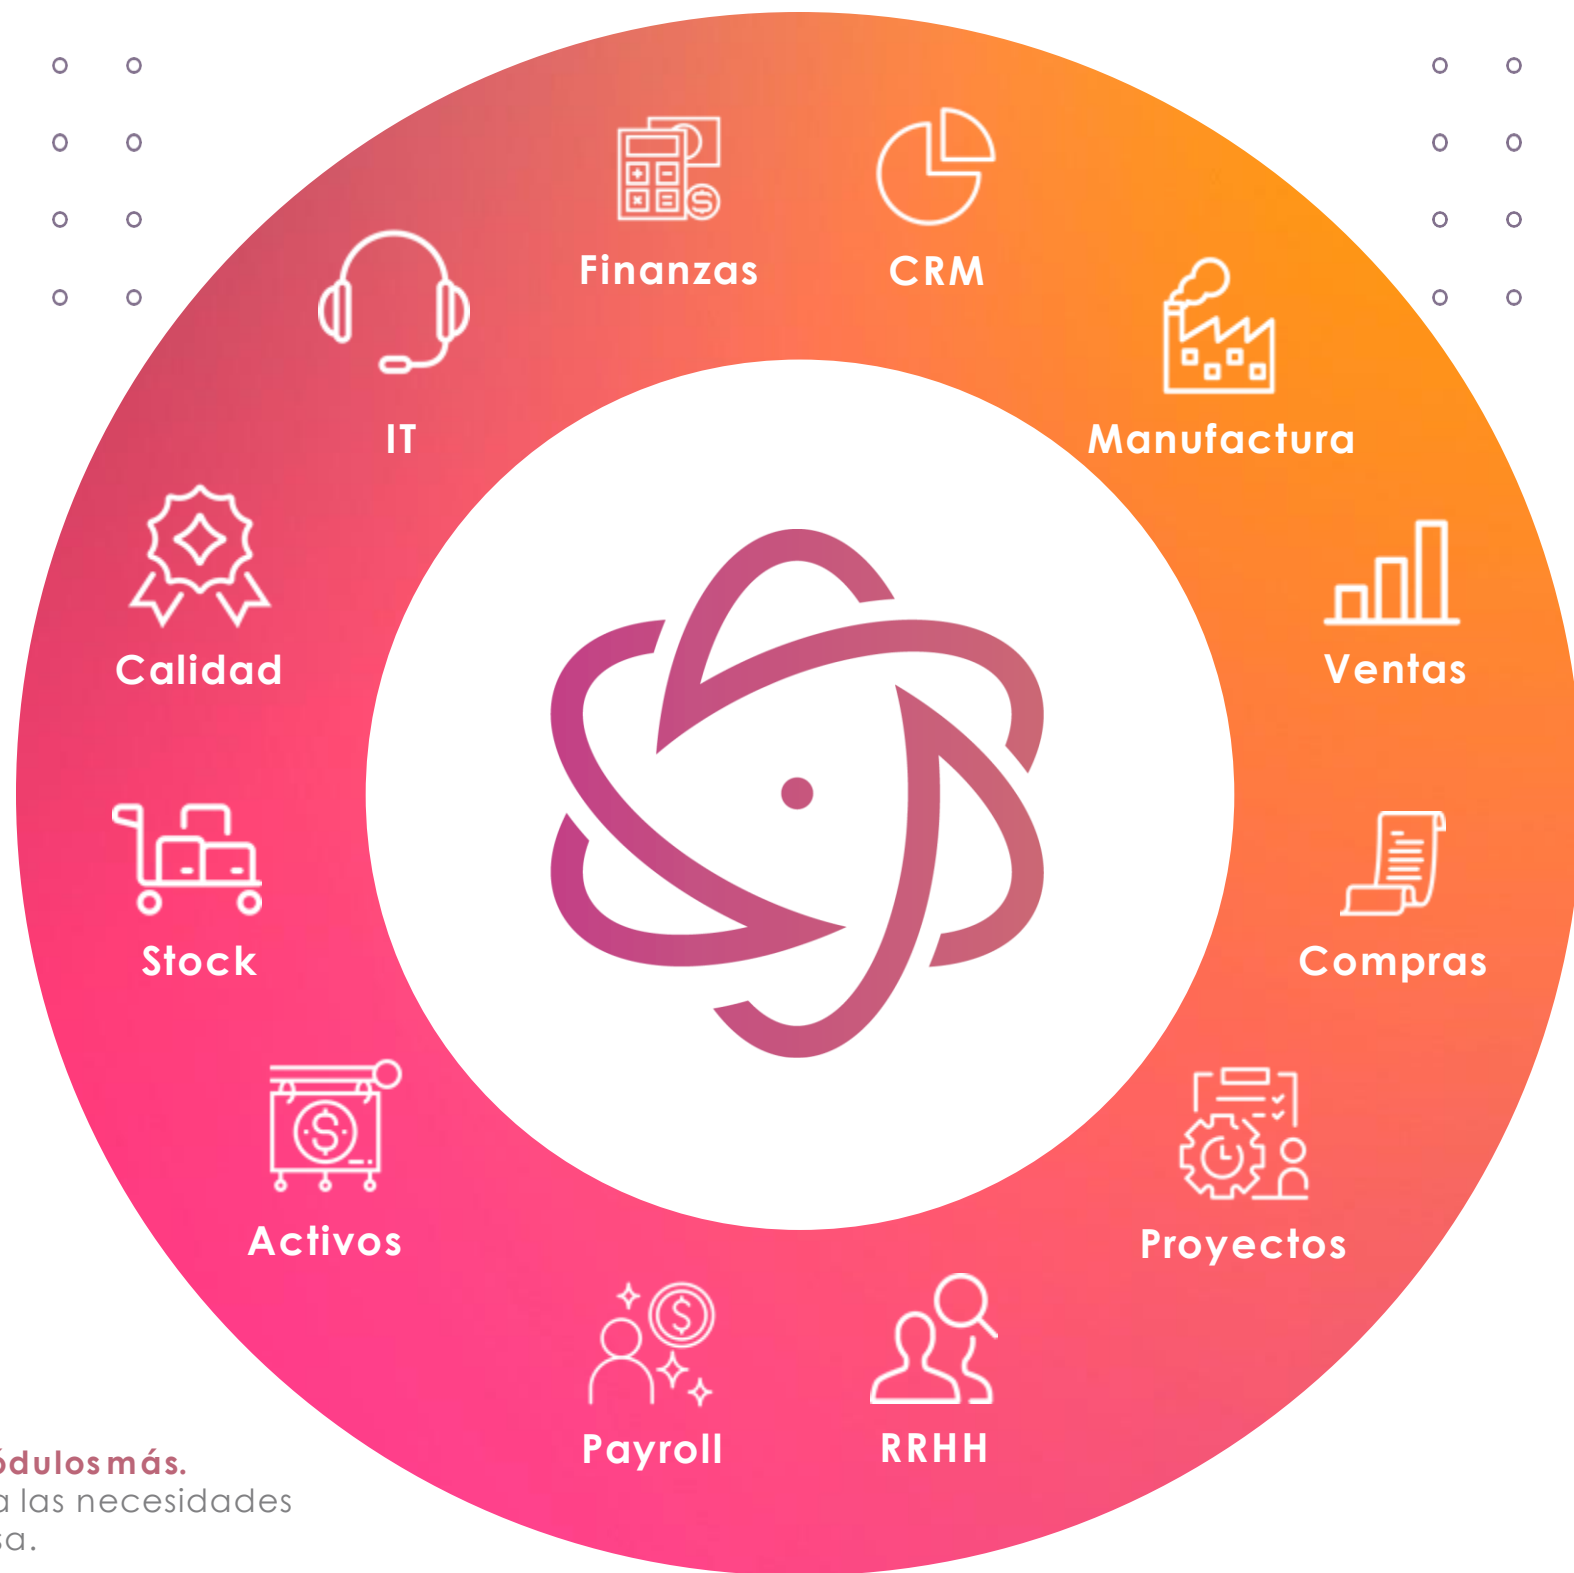 Finanzas
CRM
IT
Manufactura
Calidad
Ventas
Stock
Compras
Activos
Proyectos
Payroll
RRHH
ódulos más.
a las necesidades
sa.